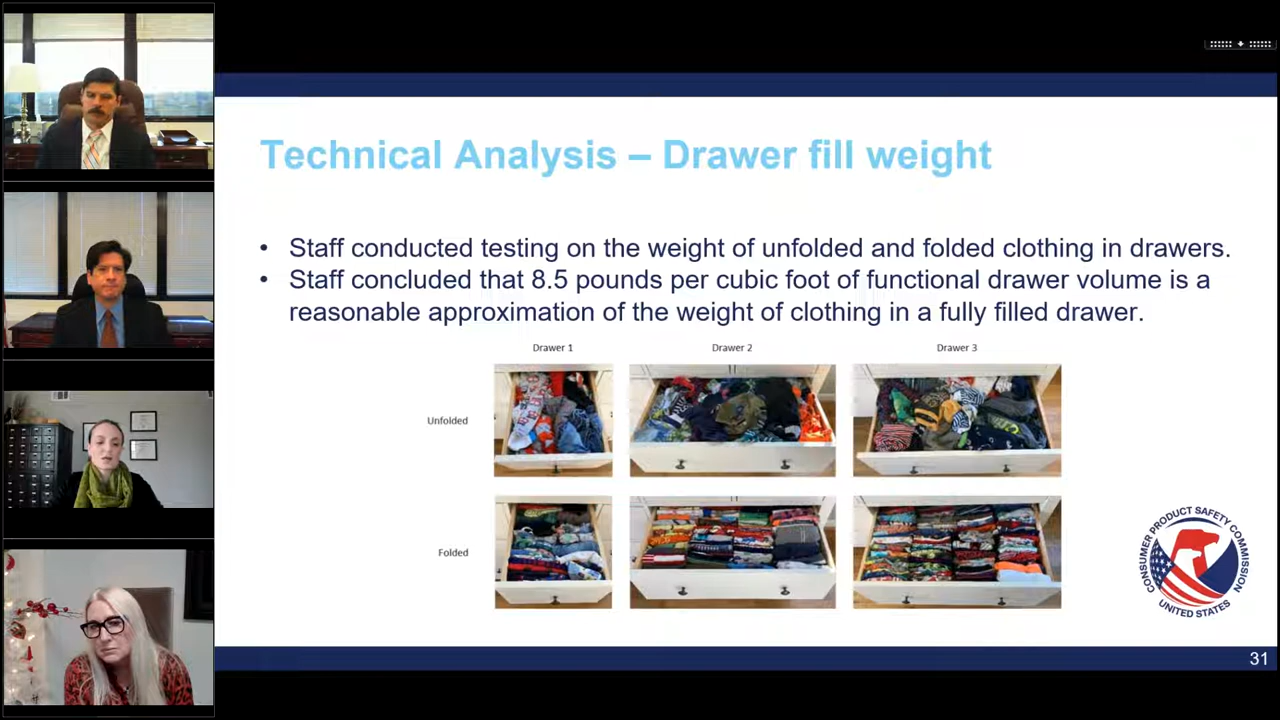 Technical Analysis – Drawer fill weight
• Staff conducted testing on the weight of unfolded and folded clothing in drawers.
• Staff concluded that 8.5 pounds per cubic foot of functional drawer volume is a
reasonable approximation of the weight of clothing in a fully filled drawer.
Drawer 1 Drawer 2 Drawer 3
Unfolded
Folded
CONSUMER PRODUCT SAFETY COMMISSION
UNITED STATES
31